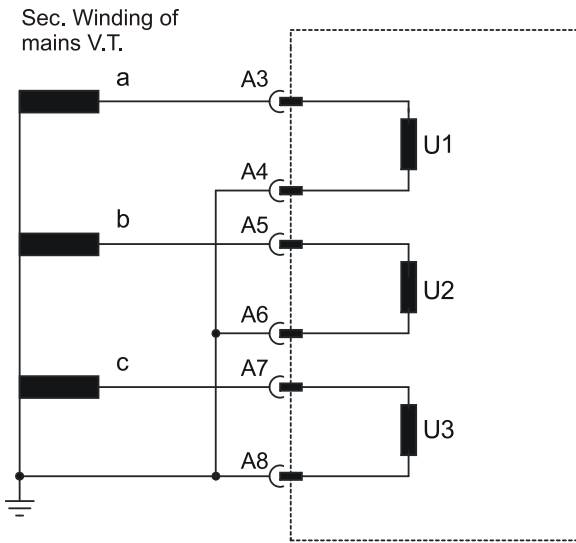 Sec. Winding of
mains V.T.
a
A3
U1
A4
b
A5
U2
A6
c
A7
U3
A8